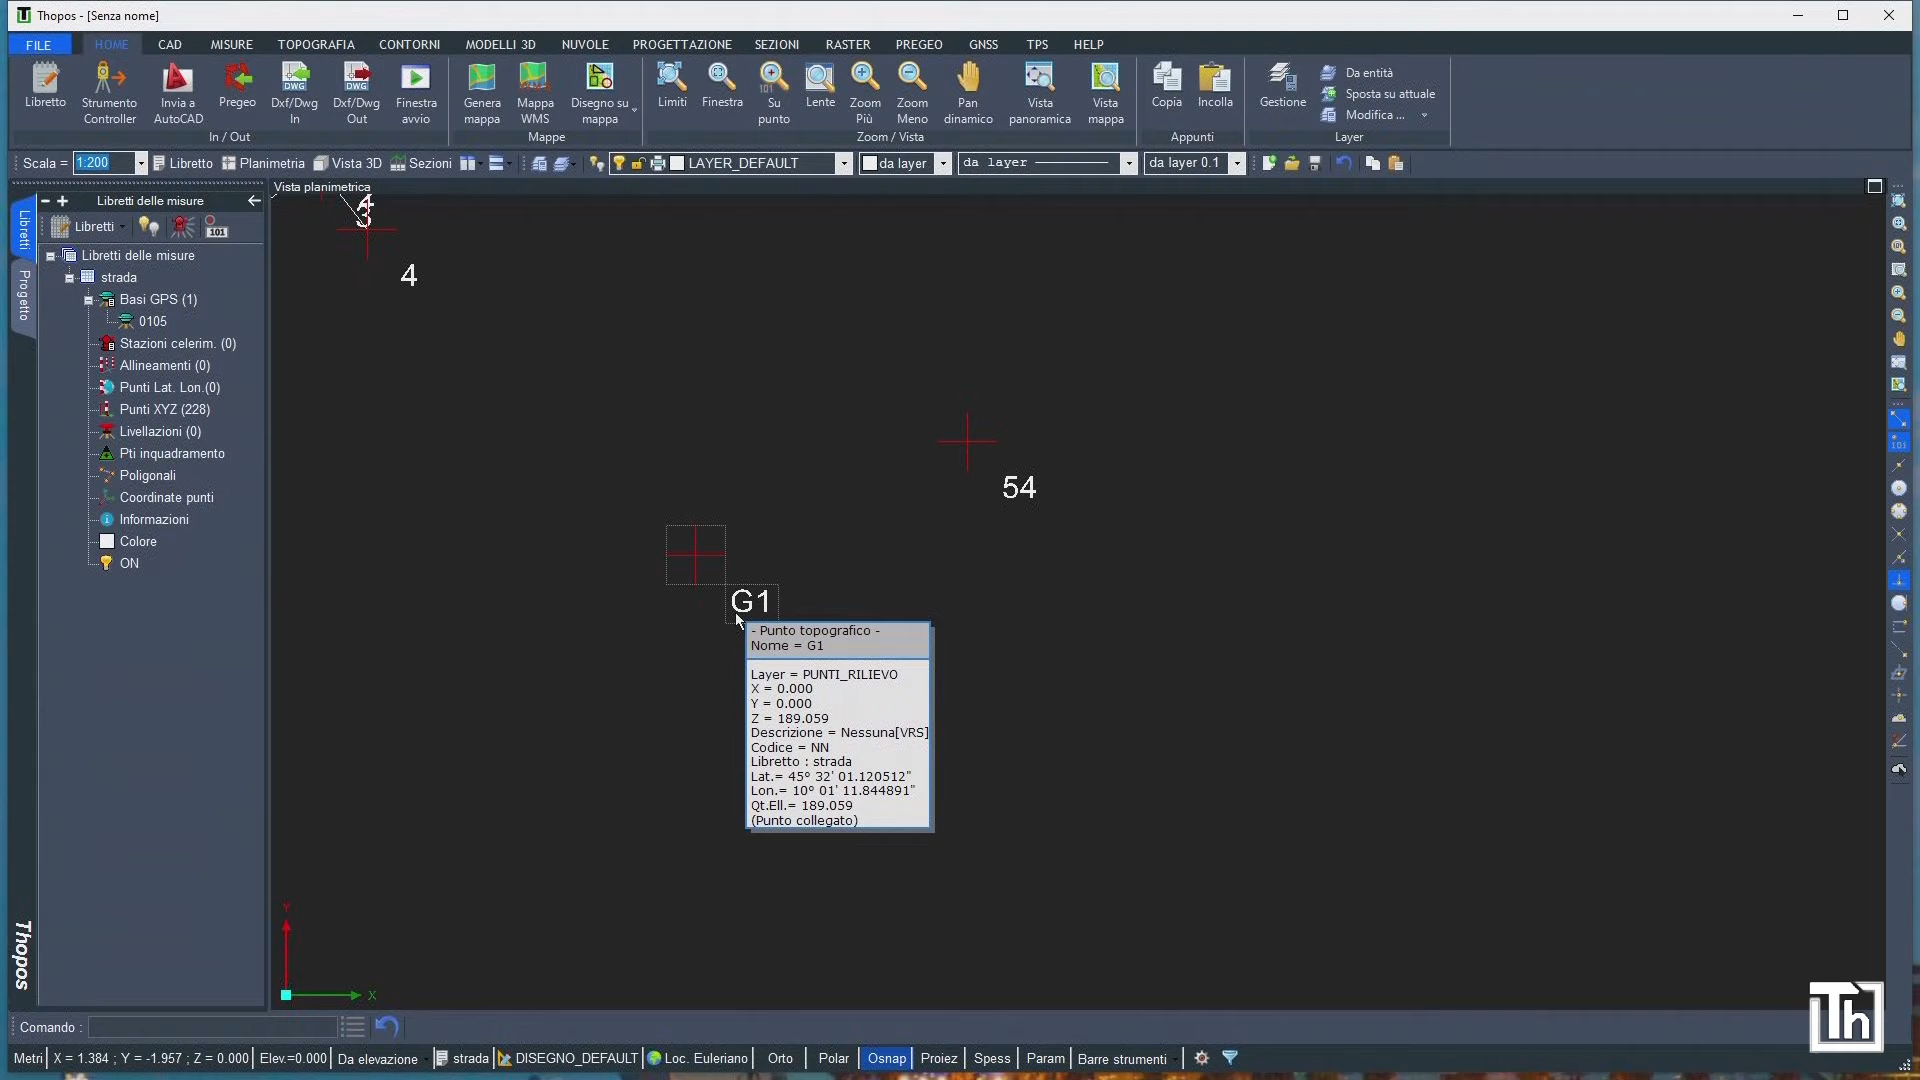 Thopos - [Senza nome]
FILE HOME CAD MISURE TOPOGRAFIA CONTORNI MODELLI 3D NUVOLE PROGETTAZIONE SEZIONI RASTER PREGEO GNSS TPS HELP
Libretto
Strumento
Controller
Invia a
AutoCAD
Pregeo
Dxf/Dwg
In
Dxf/Dwg
Out
Finestra
avvio
Genera
mappa
Mappa
WMS
Disegno su
mappa
Limiti
Finestra
Su
punto
Lente
Zoom
Più
Zoom
Meno
Pan
dinamico
Vista
panoramica
Vista
mappa
Copia
Incolla
Gestione
Da entità
Sposta su attuale
Modifica ...
In / Out
Mappe
Zoom / Vista
Appunti
Layer
Scala = 1:200 Libretto Planimetria Vista 3D Sezioni LAYER_DEFAULT da layer da layer da layer 0.1
Libretti
Progetto
Libretti delle misure
Libretti
101
Libretti delle misure
strada
Basi GPS (1)
0105
Stazioni celerim. (0)
Allineamenti (0)
Punti Lat. Lon.(0)
Punti XYZ (228)
Livellazioni (0)
Pti inquadramento
Poligonali
Coordinate punti
Informazioni
Colore
ON
Thopos
Vista planimetrica
3
4
54
G1
- Punto topografico -
Nome = G1
Layer = PUNTI_RILIEVO
X = 0.000
Y = 0.000
Z = 189.059
Descrizione = Nessuna[VRS]
Codice = NN
Libretto : strada
Lat.= 45° 32' 01.120512"
Lon.= 10° 01' 11.844891"
Qt.Ell.= 189.059
(Punto collegato)
Y
X
Th
Comando :
Metri X = 1.384 ; Y = -1.957 ; Z = 0.000 Elev.=0.000 Da elevazione strada DISEGNO_DEFAULT Loc. Euleriano Orto Polar Osnap Proiez Spess Param Barre strumenti